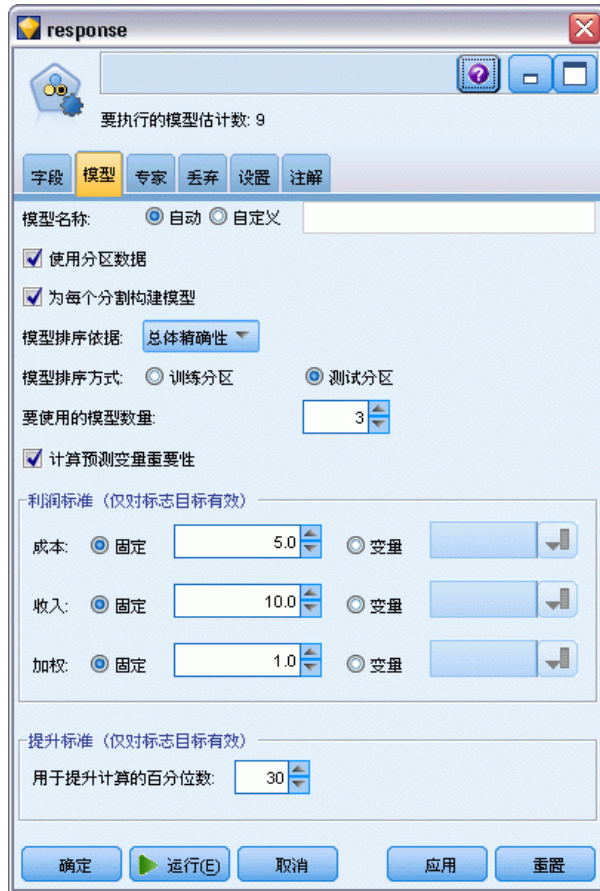 response
要执行的模型估计数: 9
字段 模型 专家 丢弃 设置 注解
模型名称: 自动 自定义
使用分区数据
为每个分割构建模型
模型排序依据: 总体精确性
模型排序方式: 训练分区 测试分区
要使用的模型数量: 3
计算预测变量重要性
利润标准（仅对标志目标有效）
成本: 固定 5.0 变量
收入: 固定 10.0 变量
加权: 固定 1.0 变量
提升标准（仅对标志目标有效）
用于提升计算的百分位数: 30
确定 运行(E) 取消 应用 重置